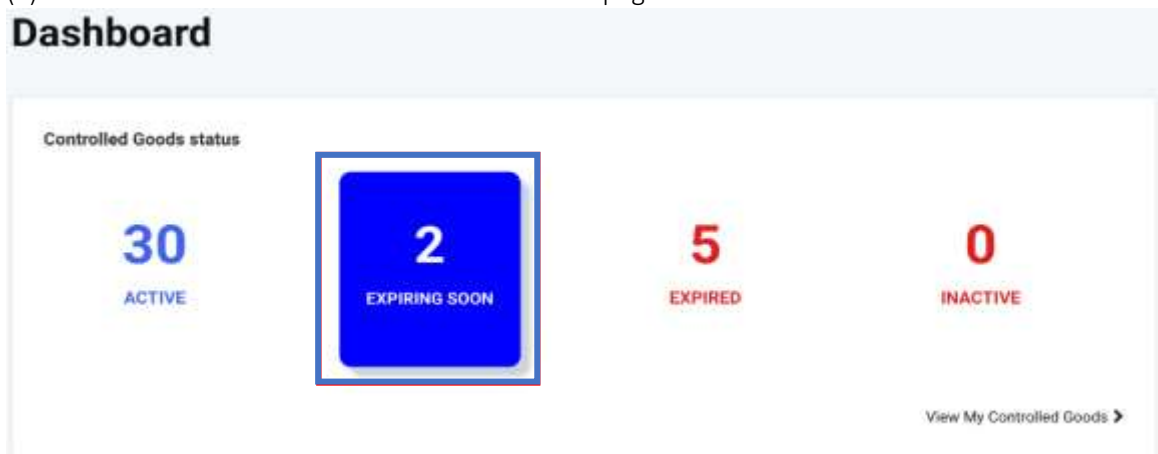 Dashboard
Controlled Goods status
30
ACTIVE
2
EXPIRING SOON
5
EXPIRED
0
INACTIVE
View My Controlled Goods